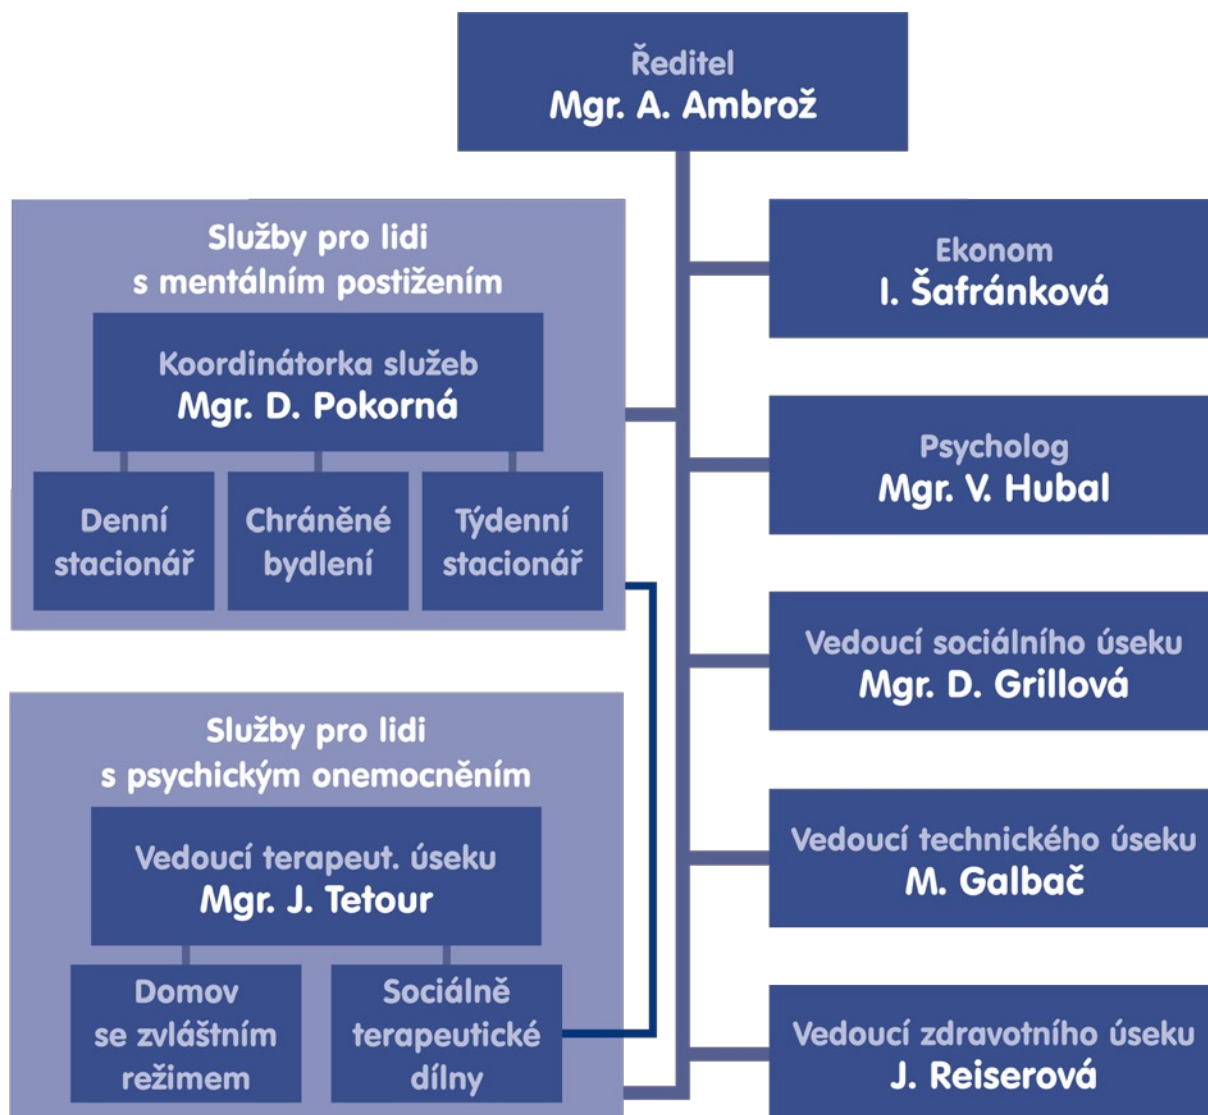 Ředitel
Mgr. A. Ambrož
Služby pro lidi
s mentálním postižením
Koordinátorka služeb
Mgr. D. Pokorná
Denní
stacionář
Chráněné
bydlení
Týdenní
stacionář
Služby pro lidi
s psychickým onemocněním
Vedoucí terapeut. úseku
Mgr. J. Tetour
Domov
se zvláštním
režimem
Sociálně
terapeutické
dílny
Ekonom
I. Šafránková
Psycholog
Mgr. V. Hubal
Vedoucí sociálního úseku
Mgr. D. Grillová
Vedoucí technického úseku
M. Galbač
Vedoucí zdravotního úseku
J. Reiserová